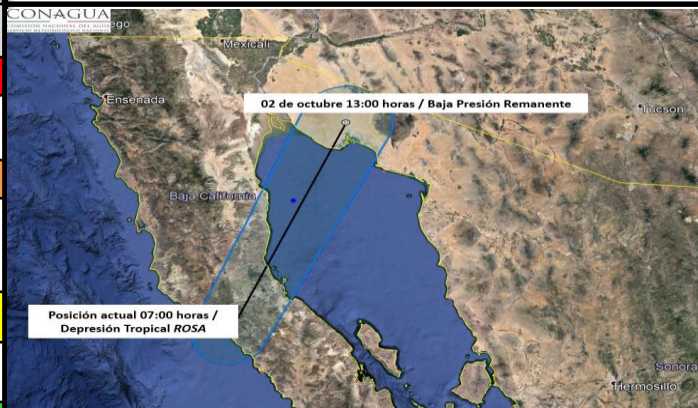 CONAGUA
COMISIÓN NACIONAL DEL AGUA
SERVICIO METEOROLÓGICO NACIONAL
ego
Mexicali
Ensenada
02 de octubre 13:00 horas / Baja Presión Remanente
Tucson
Baja California
Posición actual 07:00 horas /
Depresión Tropical ROSA
Sonora
Hermosillo